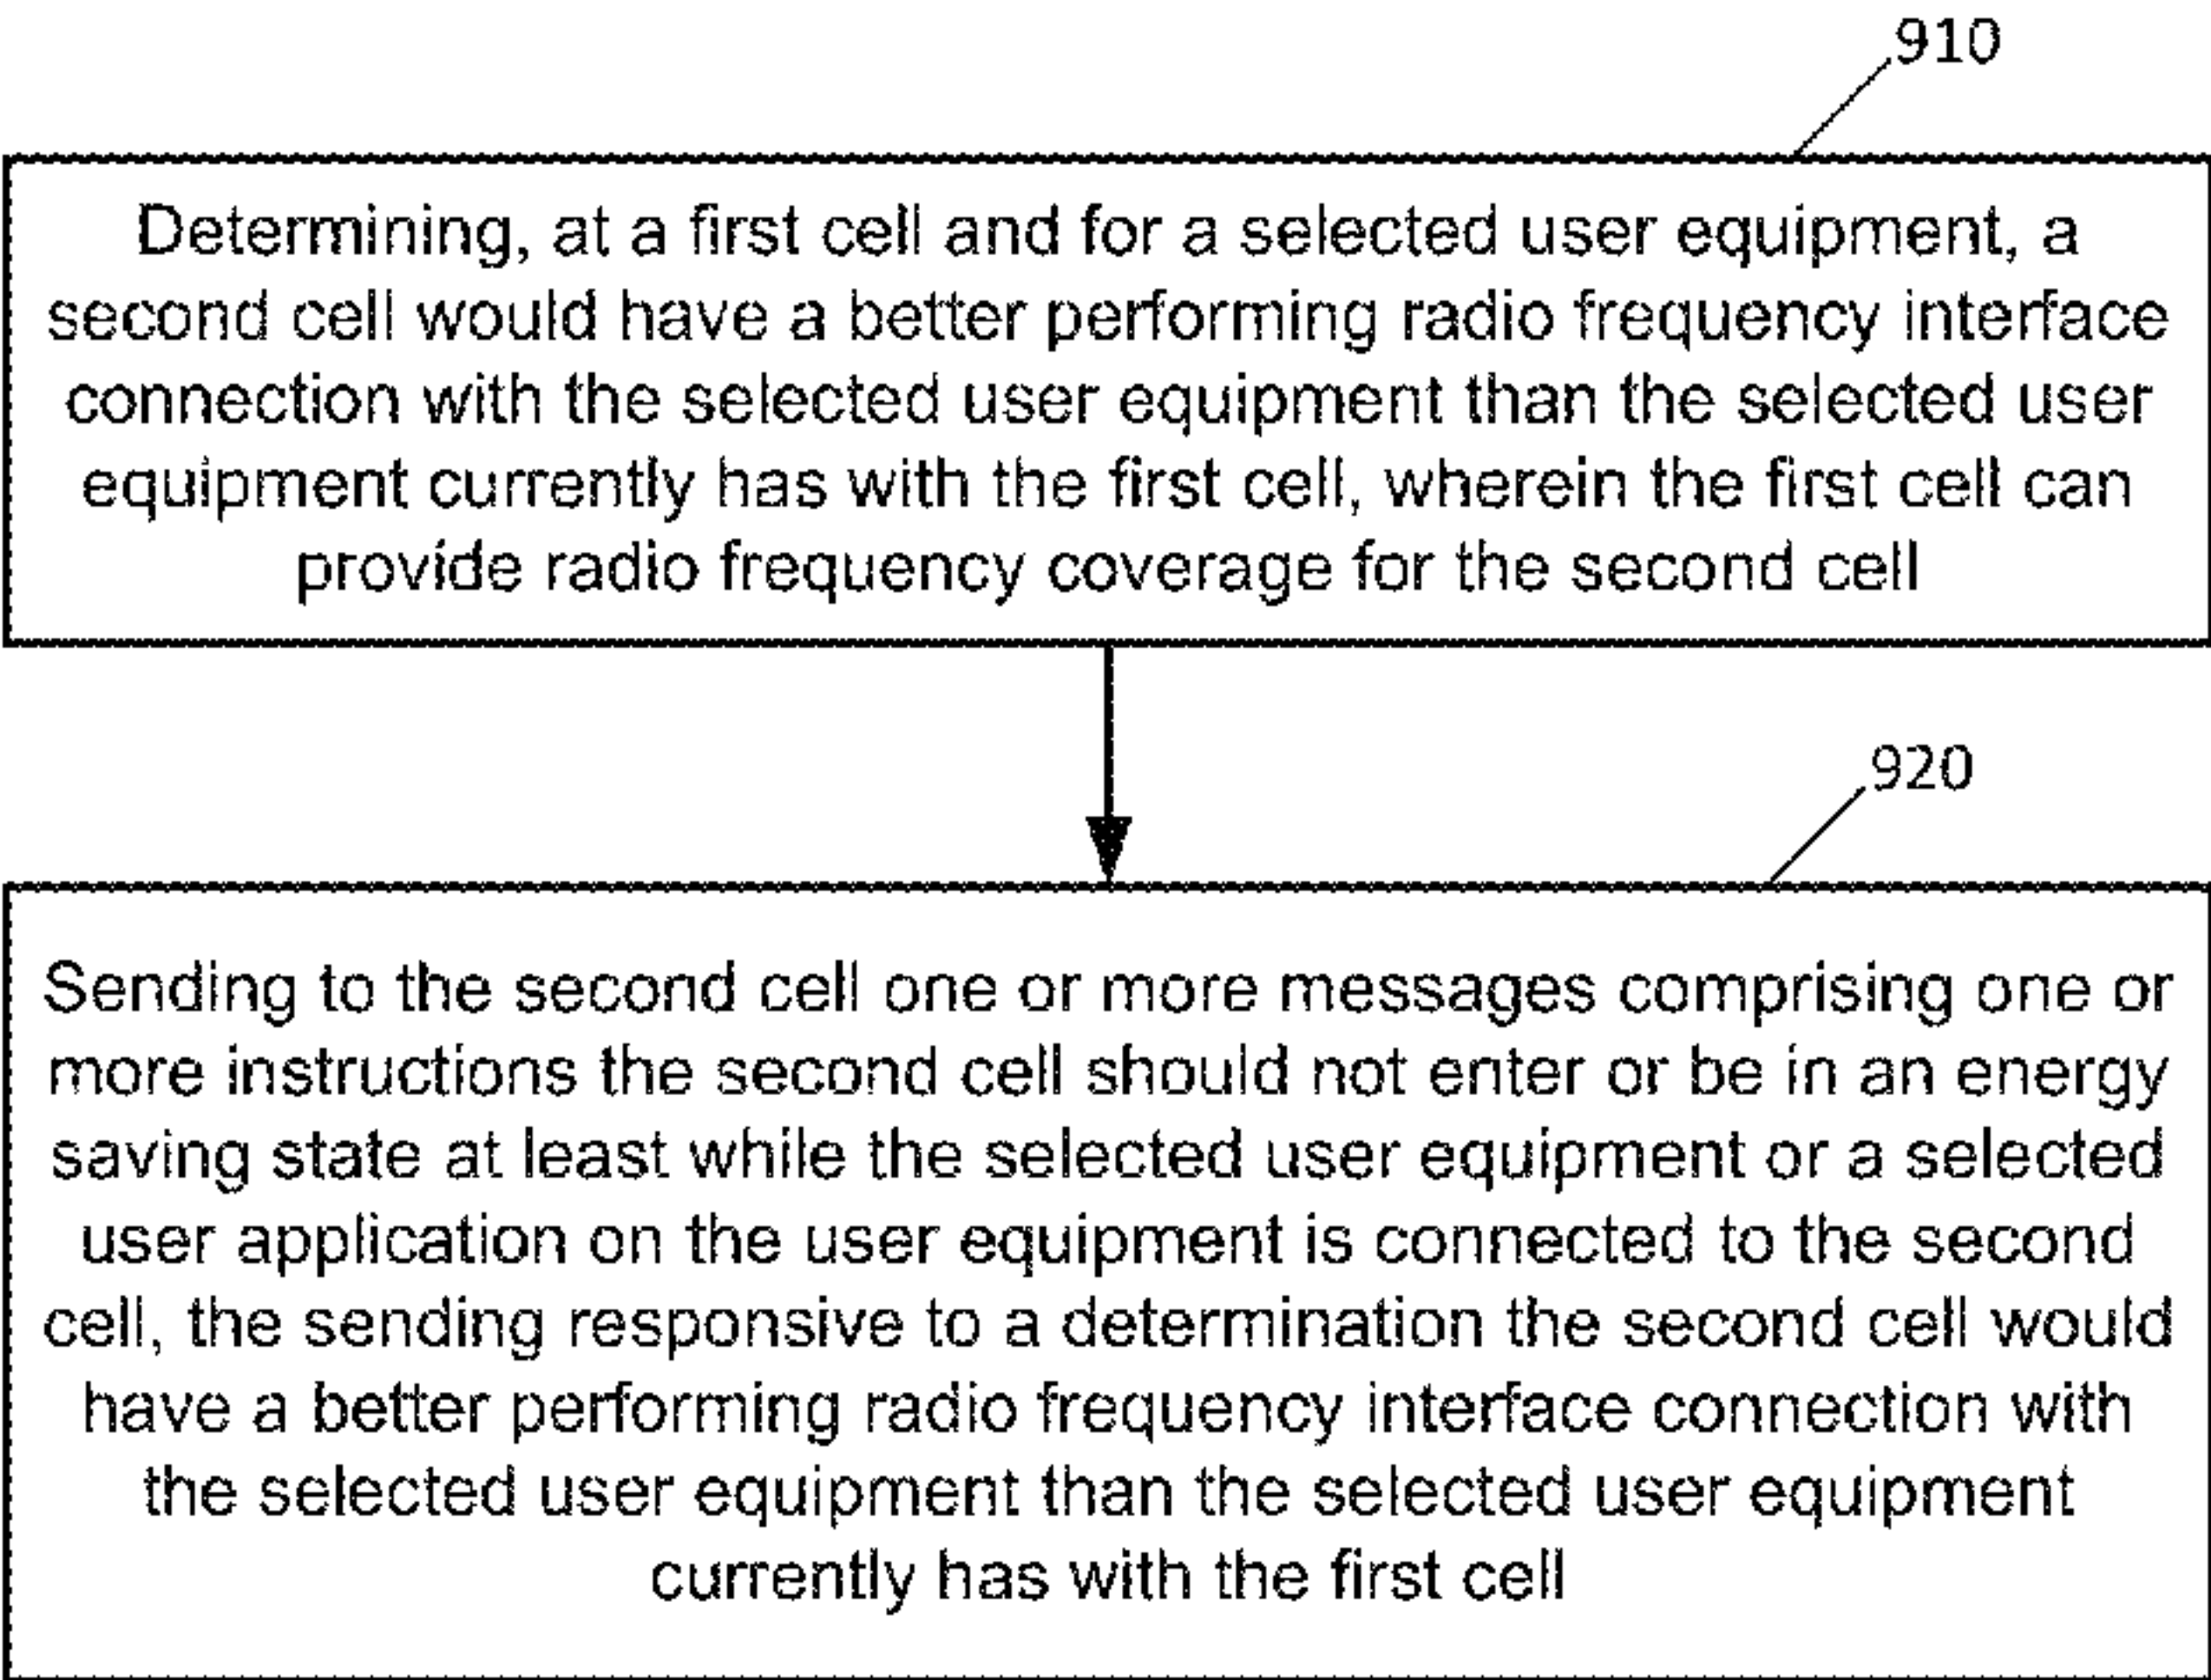 910
Determining, at a first cell and for a selected user equipment, a
second cell would have a better performing radio frequency interface
connection with the selected user equipment than the selected user
equipment currently has with the first cell, wherein the first cell can
provide radio frequency coverage for the second cell
920
Sending to the second cell one or more messages comprising one or
more instructions the second cell should not enter or be in an energy
saving state at least while the selected user equipment or a selected
user application on the user equipment is connected to the second
cell, the sending responsive to a determination the second cell would
have a better performing radio frequency interface connection with
the selected user equipment than the selected user equipment
currently has with the first cell